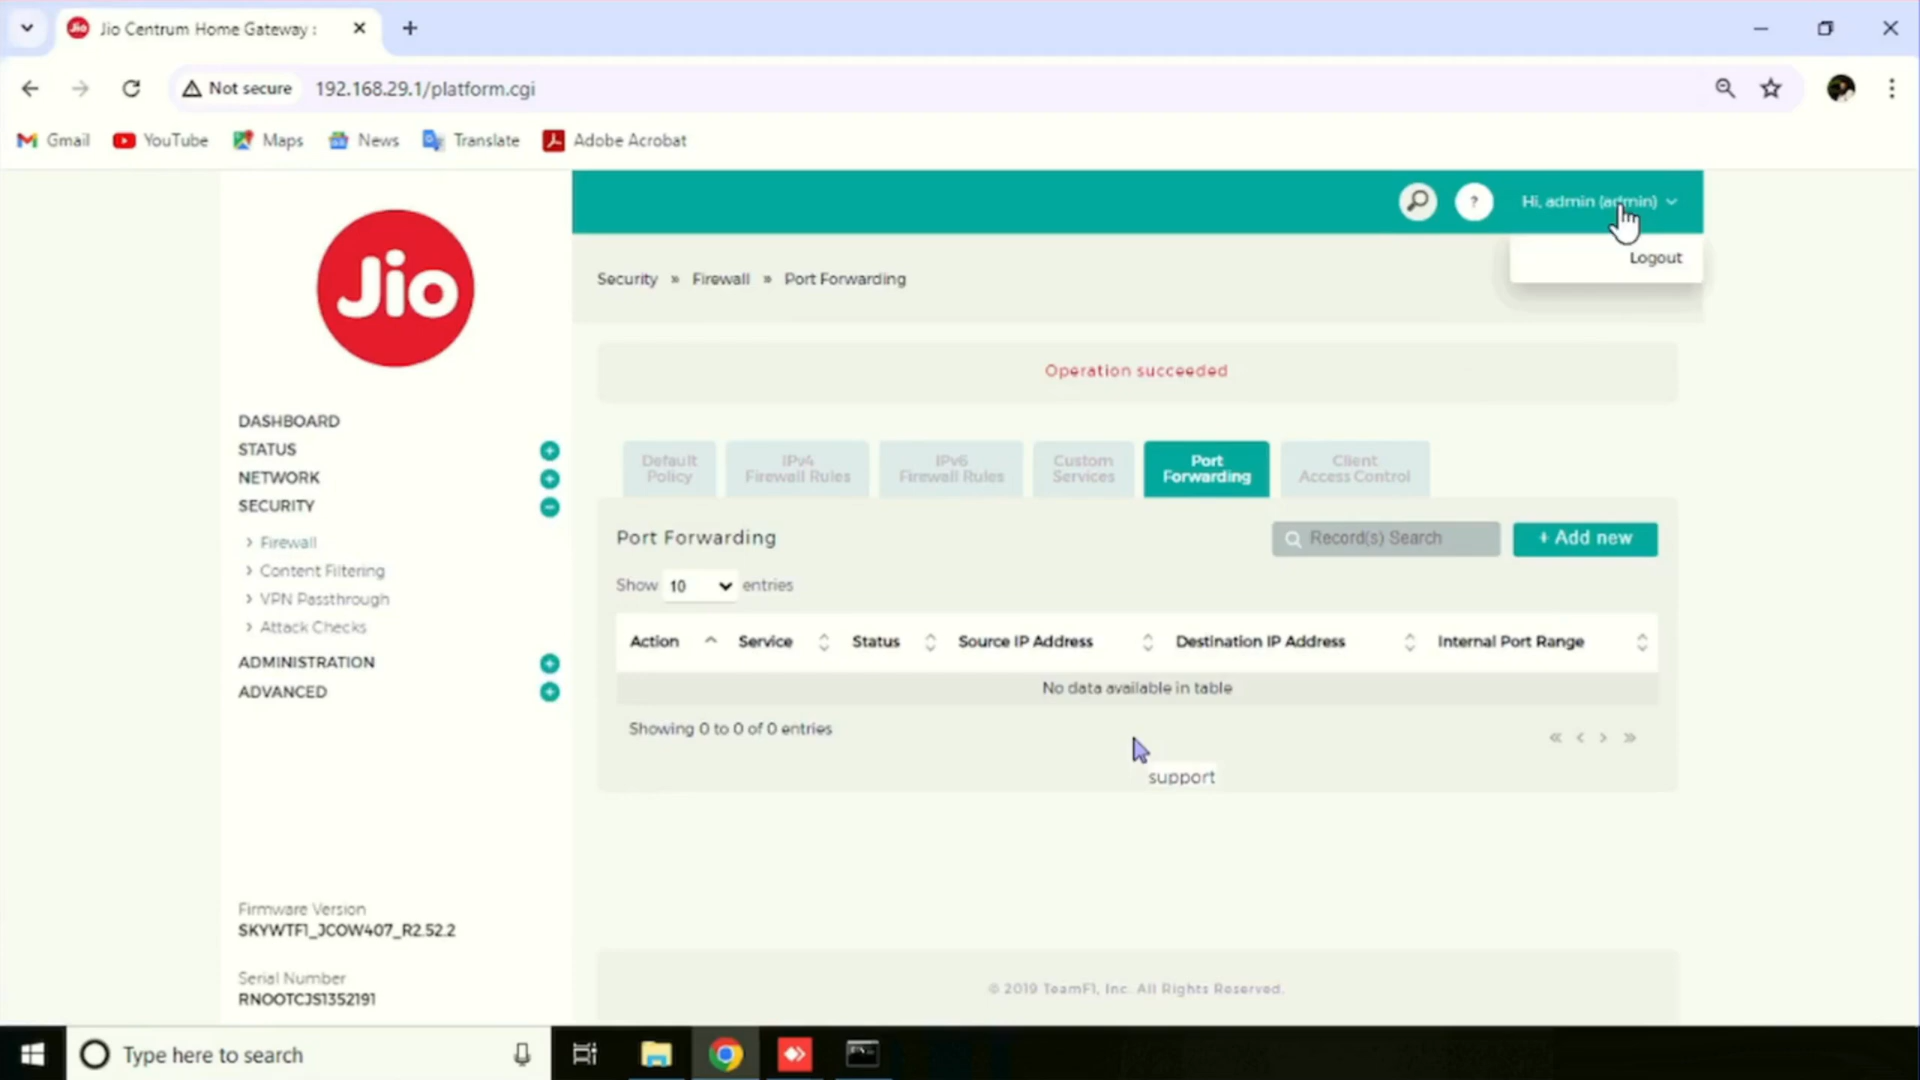 Jio Centrum Home Gateway :
Not secure
192.168.29.1/platform.cgi
Gmail
YouTube
Maps
News
Translate
Adobe Acrobat
Jio
?
Hi, admin (admin)
Logout
Security » Firewall » Port Forwarding
Operation succeeded
DASHBOARD
STATUS
NETWORK
SECURITY
Firewall
Content Filtering
VPN Passthrough
Attack Checks
ADMINISTRATION
ADVANCED
Default
Policy
IPv4
Firewall Rules
IPv6
Firewall Rules
Custom
Services
Port
Forwarding
Client
Access Control
Port Forwarding
Record(s) Search
+ Add new
Show 10 entries
Action
Service
Status
Source IP Address
Destination IP Address
Internal Port Range
No data available in table
Showing 0 to 0 of 0 entries
« ‹ › »
support
Firmware Version
SKYWTF1_JCOW407_R2.52.2
Serial Number
RNOOTCJS1352191
© 2019 TeamF1, Inc. All Rights Reserved.
Type here to search